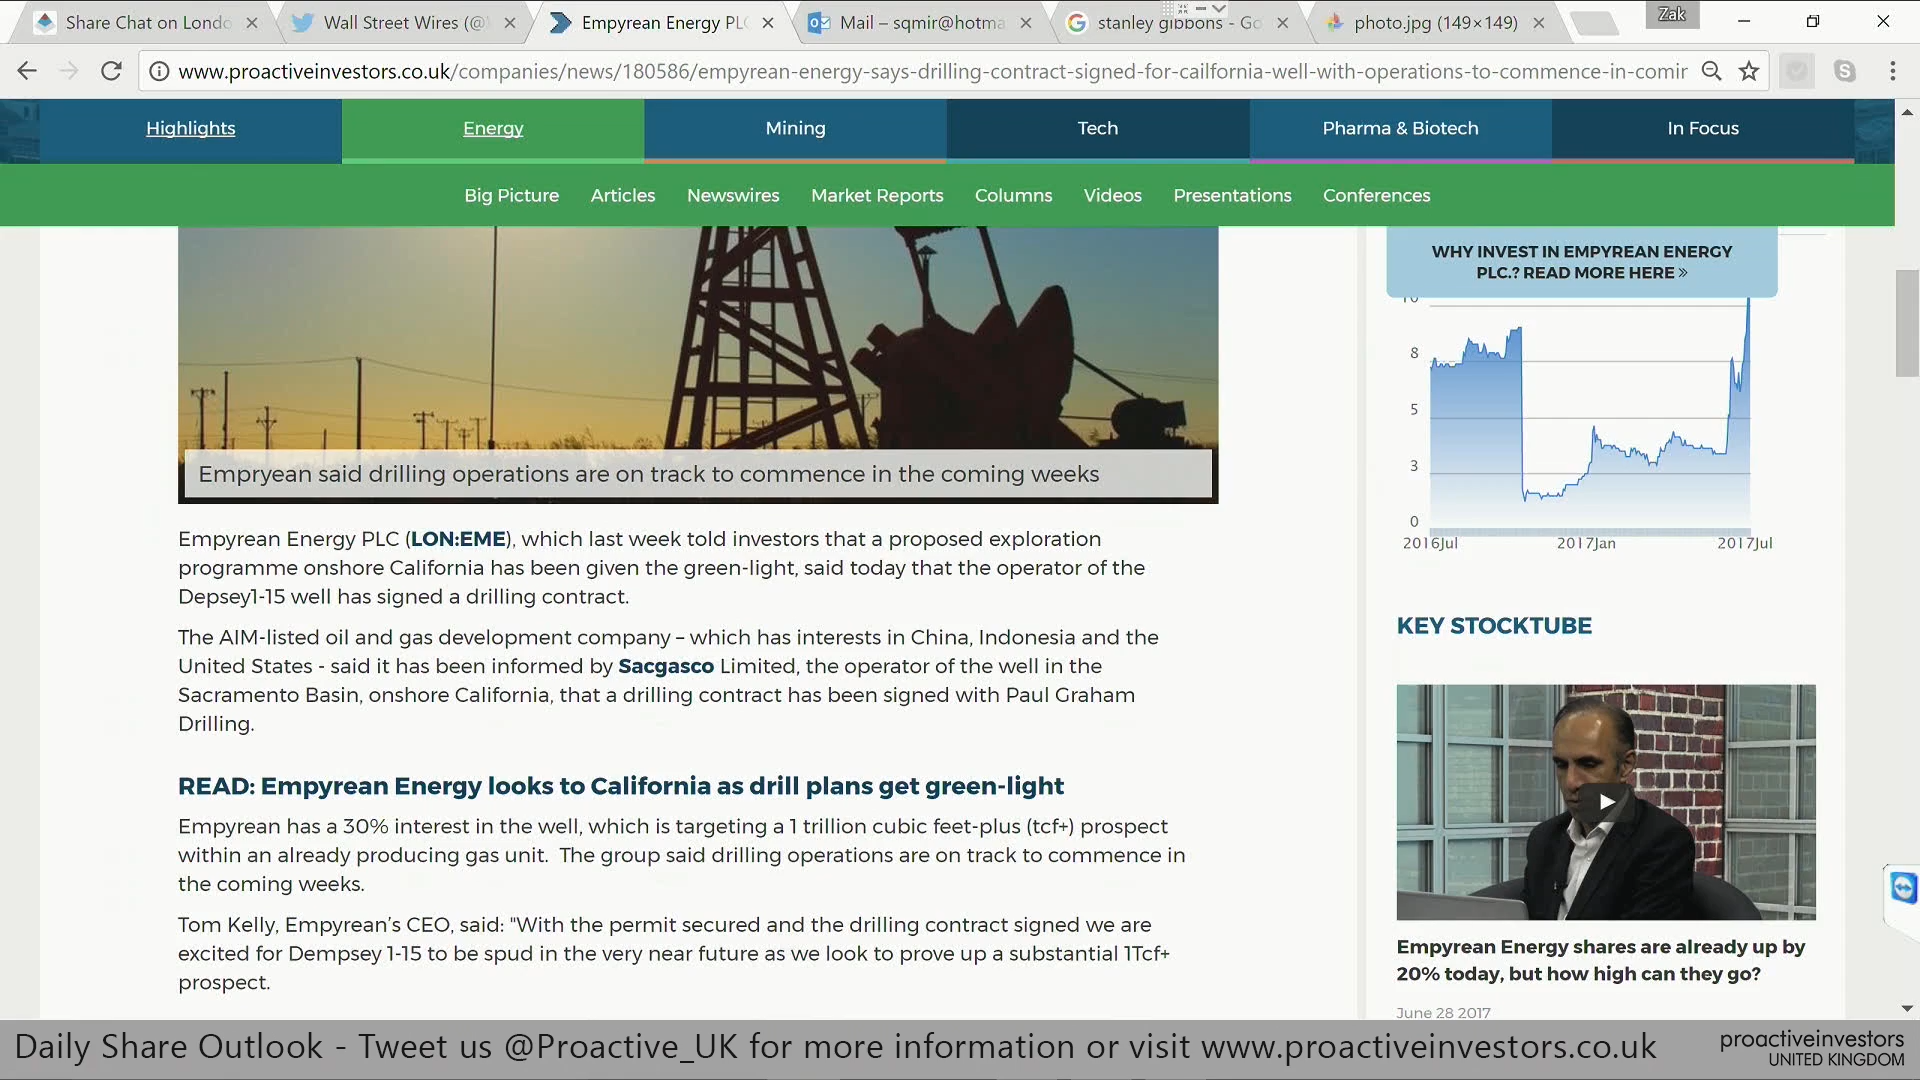 Share Chat on Londo
Wall Street Wires (@
Empyrean Energy PLC
Mail – sqmir@hotma
stanley gibbons - Go
photo.jpg (149×149)
Zak
www.proactiveinvestors.co.uk/companies/news/180586/empyrean-energy-says-drilling-contract-signed-for-cailfornia-well-with-operations-to-commence-in-comir
Highlights
Energy
Mining
Tech
Pharma & Biotech
In Focus
Big Picture
Articles
Newswires
Market Reports
Columns
Videos
Presentations
Conferences
Empryean said drilling operations are on track to commence in the coming weeks
Empyrean Energy PLC (LON:EME), which last week told investors that a proposed exploration
programme onshore California has been given the green-light, said today that the operator of the
Depsey1-15 well has signed a drilling contract.
The AIM-listed oil and gas development company – which has interests in China, Indonesia and the
United States - said it has been informed by Sacgasco Limited, the operator of the well in the
Sacramento Basin, onshore California, that a drilling contract has been signed with Paul Graham
Drilling.
READ: Empyrean Energy looks to California as drill plans get green-light
Empyrean has a 30% interest in the well, which is targeting a 1 trillion cubic feet-plus (tcf+) prospect
within an already producing gas unit. The group said drilling operations are on track to commence in
the coming weeks.
Tom Kelly, Empyrean's CEO, said: "With the permit secured and the drilling contract signed we are
excited for Dempsey 1-15 to be spud in the very near future as we look to prove up a substantial 1Tcf+
prospect.
WHY INVEST IN EMPYREAN ENERGY
PLC.? READ MORE HERE »
10
8
5
3
0
2016Jul
2017Jan
2017Jul
KEY STOCKTUBE
Empyrean Energy shares are already up by
20% today, but how high can they go?
June 28 2017
Daily Share Outlook - Tweet us @Proactive_UK for more information or visit www.proactiveinvestors.co.uk
proactiveinvestors
UNITED KINGDOM